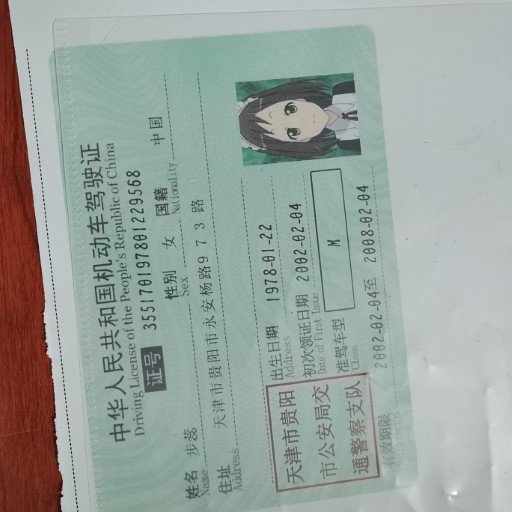 中华人民共和国机动车驾驶证
Driving License of the People's Republic of China
证号 355170197801229568
姓名 步蕊 性别 女 国籍 中国
Name Sex Nationality
住址 天津市贵阳市永安杨路973路
Address
出生日期 1978-01-22
Address
初次领证日期 2002-02-04
Date of First Issue
准驾车型 M
Class
天津市贵阳
市公安局交
通警察支队
有效期限 2002-02-04至 2008-02-04